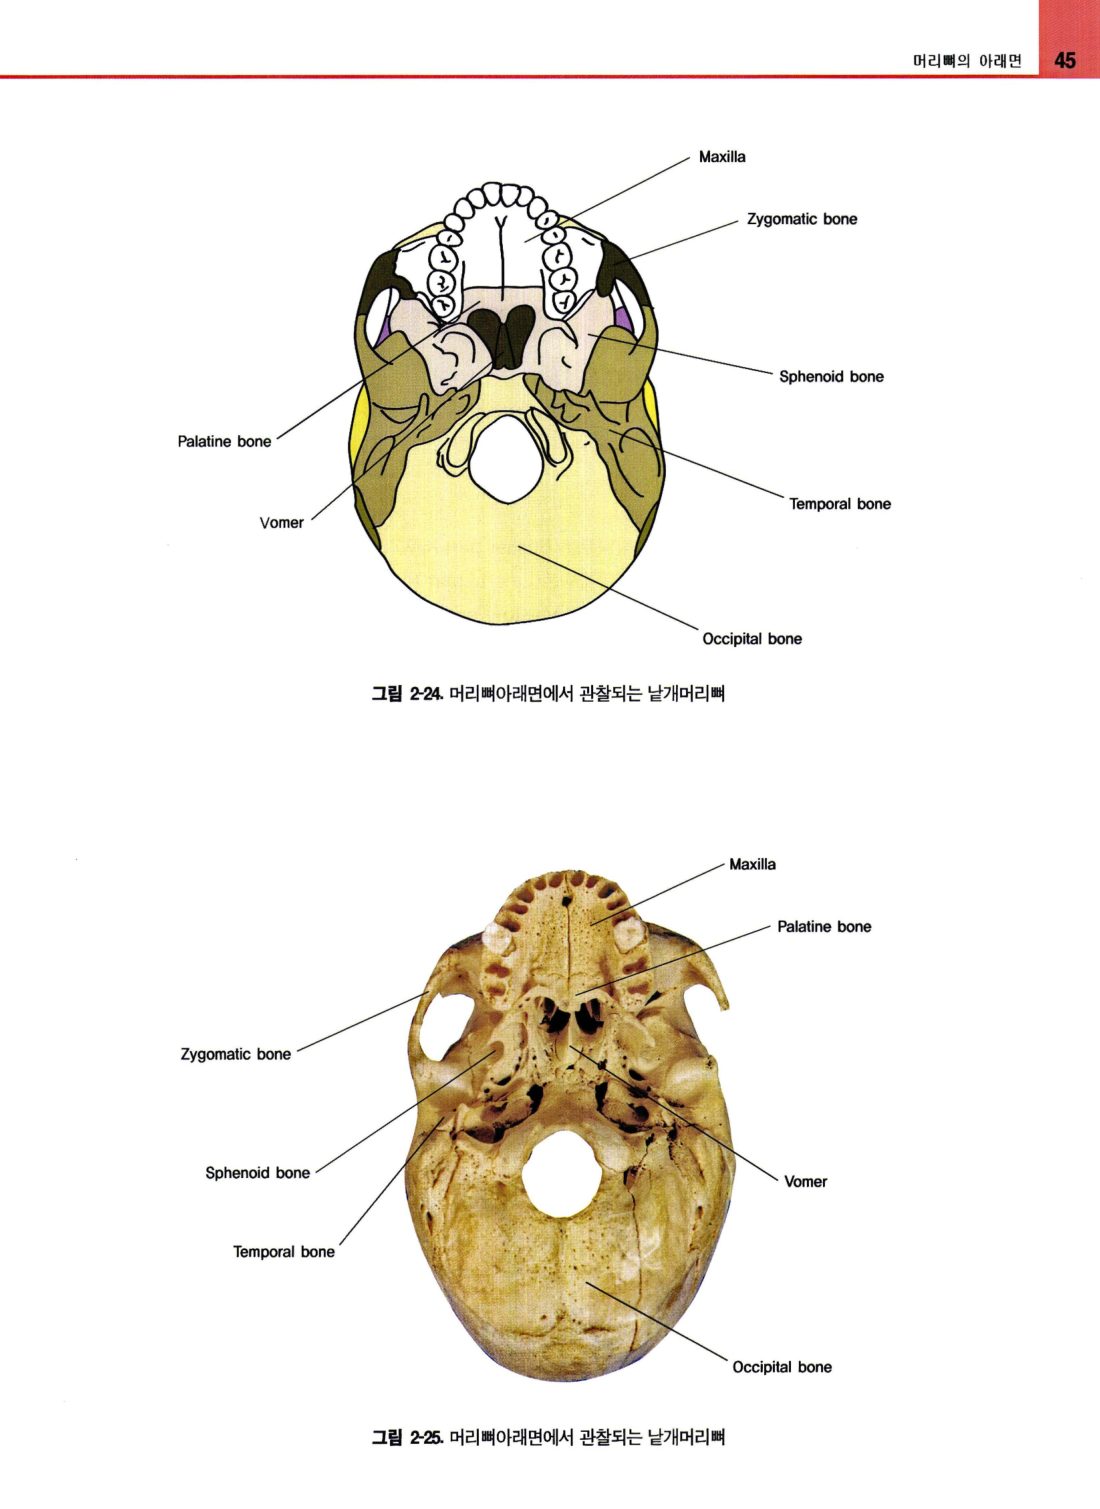 머리뼈의 아래면 45
Maxilla
Zygomatic bone
Sphenoid bone
Palatine bone
Temporal bone
Vomer
Occipital bone
그림 2-24. 머리뼈아래면에서 관찰되는 낱개머리뼈
Maxilla
Palatine bone
Zygomatic bone
Sphenoid bone
Vomer
Temporal bone
Occipital bone
그림 2-25. 머리뼈아래면에서 관찰되는 낱개머리뼈